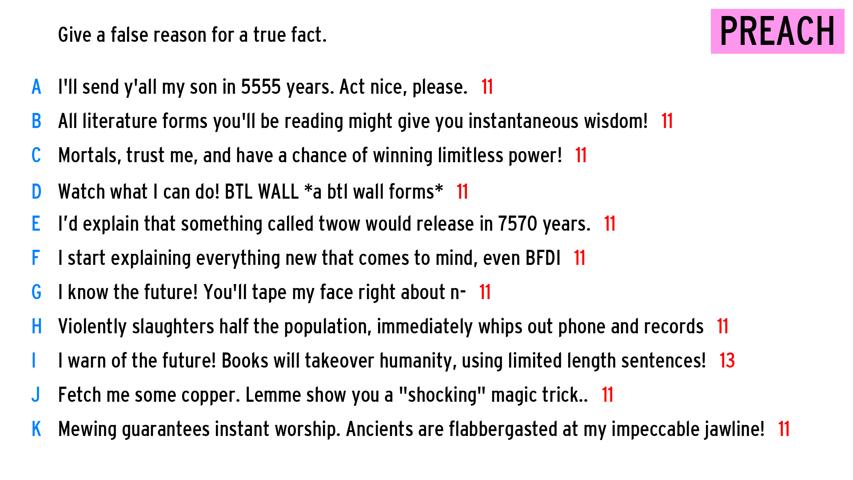 Give a false reason for a true fact.
PREACH
A I'll send y'all my son in 5555 years. Act nice, please. 11
B All literature forms you'll be reading might give you instantaneous wisdom! 11
C Mortals, trust me, and have a chance of winning limitless power! 11
D Watch what I can do! BTL WALL *a btl wall forms* 11
E I’d explain that something called twow would release in 7570 years. 11
F I start explaining everything new that comes to mind, even BFDI 11
G I know the future! You'll tape my face right about n- 11
H Violently slaughters half the population, immediately whips out phone and records 11
I I warn of the future! Books will takeover humanity, using limited length sentences! 13
J Fetch me some copper. Lemme show you a "shocking" magic trick.. 11
K Mewing guarantees instant worship. Ancients are flabbergasted at my impeccable jawline! 11